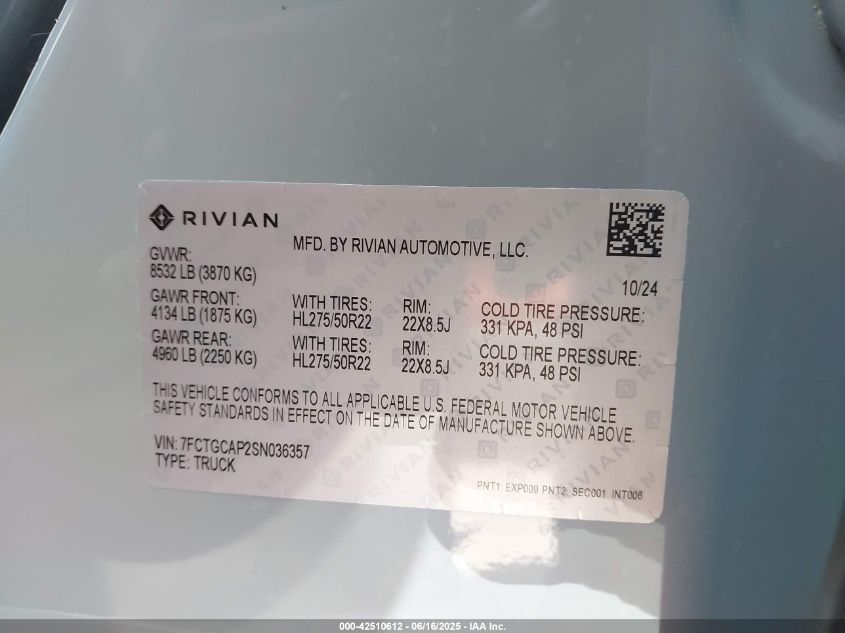 RIVIAN
MFD. BY RIVIAN AUTOMOTIVE, LLC.
GVWR:
8532 LB (3870 KG)
10/24
GAWR FRONT: WITH TIRES: RIM: COLD TIRE PRESSURE:
4134 LB (1875 KG) HL275/50R22 22X8.5J 331 KPA, 48 PSI
GAWR REAR: WITH TIRES: RIM: COLD TIRE PRESSURE:
4960 LB (2250 KG) HL275/50R22 22X8.5J 331 KPA, 48 PSI
THIS VEHICLE CONFORMS TO ALL APPLICABLE U.S. FEDERAL MOTOR VEHICLE
SAFETY STANDARDS IN EFFECT ON THE DATE OF MANUFACTURE SHOWN ABOVE.
VIN: 7FCTGCAP2SN036357
TYPE: TRUCK
PNT1: EXP009 PNT2: SEC001 INT006
000-42510612 - 06/16/2025 - IAA Inc.